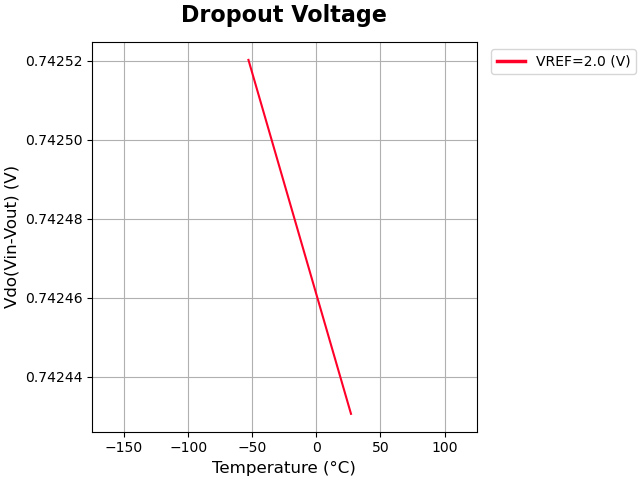 Dropout Voltage
VREF=2.0 (V)
Vdo(Vin-Vout) (V)
0.74252
0.74250
0.74248
0.74246
0.74244
−150
−100
−50
0
50
100
Temperature (°C)